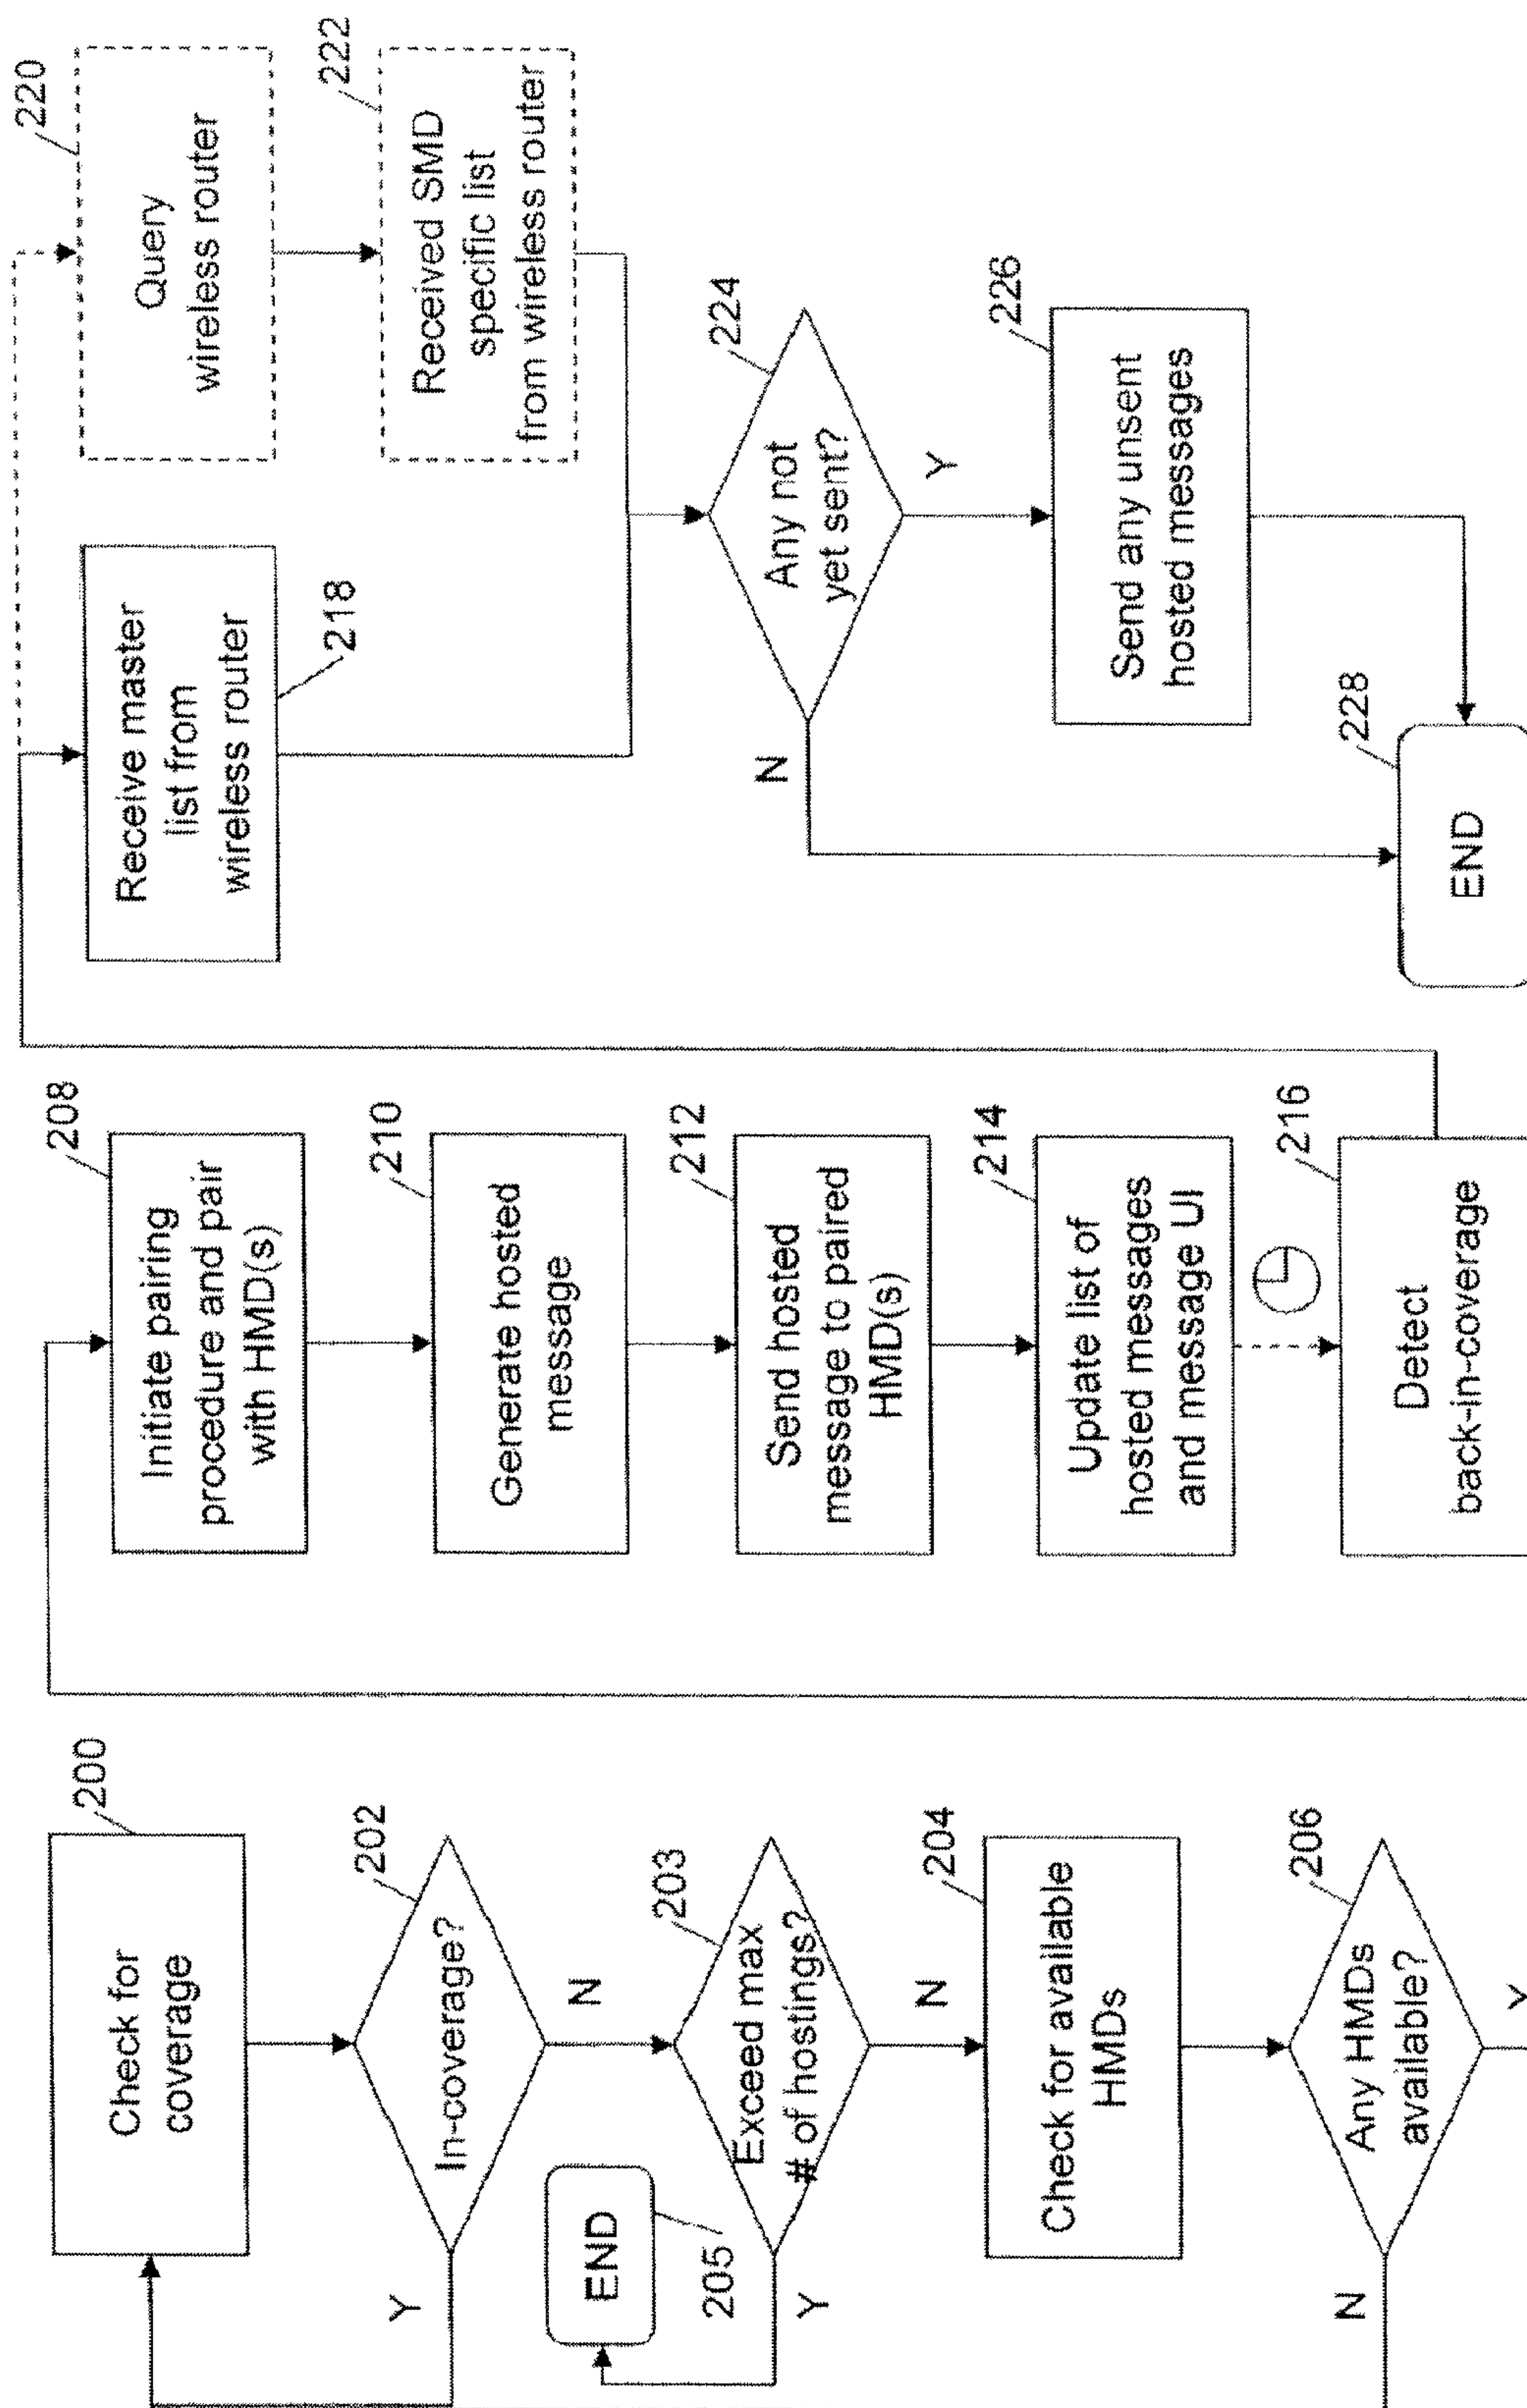 200
Check for
coverage
202
In-coverage?
Y
N
203
Exceed max
# of hostings?
END
205
Y
N
204
Check for available
HMDs
206
Any HMDs
available?
N
Y
208
Initiate pairing
procedure and pair
with HMD(s)
210
Generate hosted
message
212
Send hosted
message to paired
HMD(s)
214
Update list of
hosted messages
and message UI
216
Detect
back-in-coverage
Receive master
list from
wireless router
218
220
Query
wireless router
222
Received SMD
specific list
from wireless router
224
Any not
yet sent?
N
Y
226
Send any unsent
hosted messages
228
END